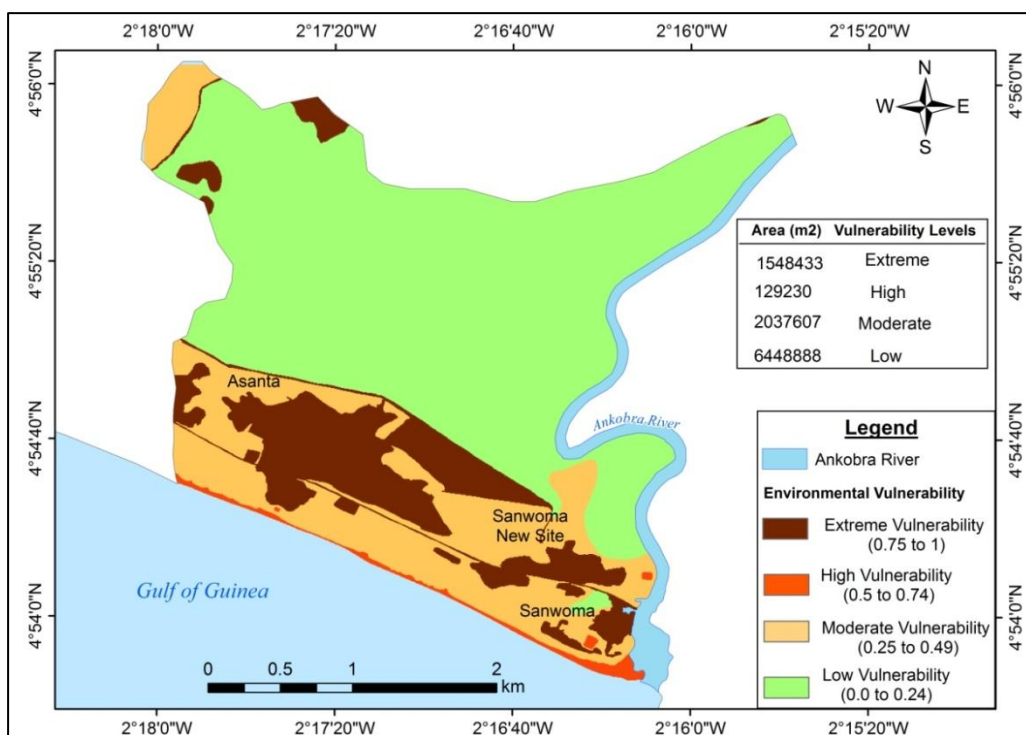 2°18'0"W 2°17'20"W 2°16'40"W 2°16'0"W 2°15'20"W
4°56'0"N 4°56'0"N
N
W E
S
Area (m2) Vulnerability Levels
1548433 Extreme
129230 High
2037607 Moderate
6448888 Low
4°55'20"N 4°55'20"N
Asanta
Ankobra River
4°54'40"N 4°54'40"N
Sanwoma
New Site
Gulf of Guinea
Sanwoma
4°54'0"N 4°54'0"N
0 0.5 1 2
km
Legend
Ankobra River
Environmental Vulnerability
Extreme Vulnerability
(0.75 to 1)
High Vulnerability
(0.5 to 0.74)
Moderate Vulnerability
(0.25 to 0.49)
Low Vulnerability
(0.0 to 0.24)
2°18'0"W 2°17'20"W 2°16'40"W 2°16'0"W 2°15'20"W